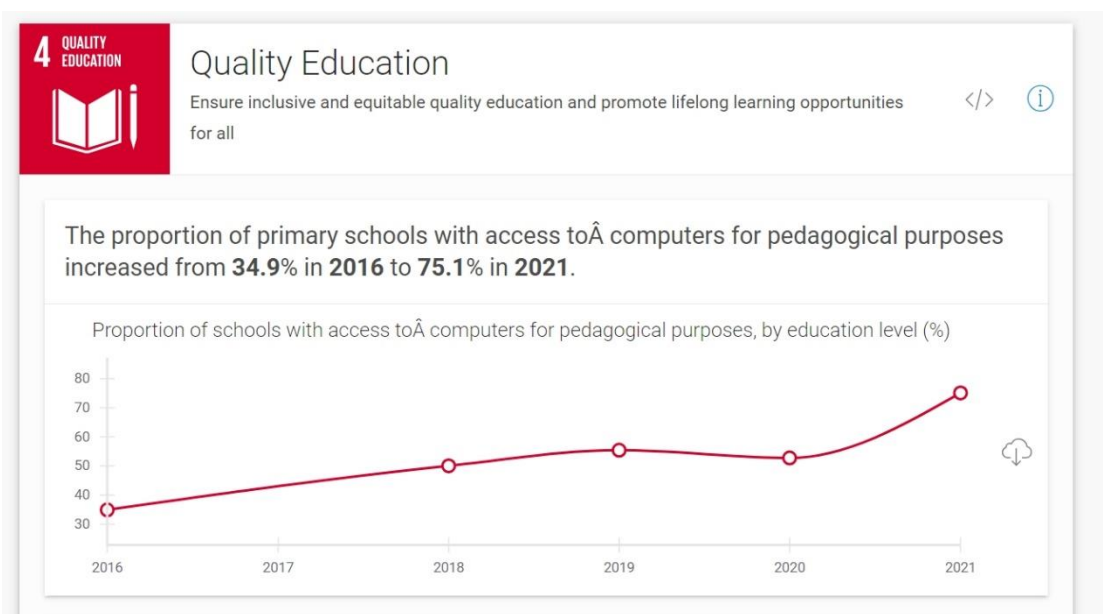 4 QUALITY
EDUCATION
Quality Education
Ensure inclusive and equitable quality education and promote lifelong learning opportunities
for all
</>
i
The proportion of primary schools with access toÂ computers for pedagogical purposes
increased from 34.9% in 2016 to 75.1% in 2021.
Proportion of schools with access toÂ computers for pedagogical purposes, by education level (%)
80
70
60
50
40
30
2016 2017 2018 2019 2020 2021